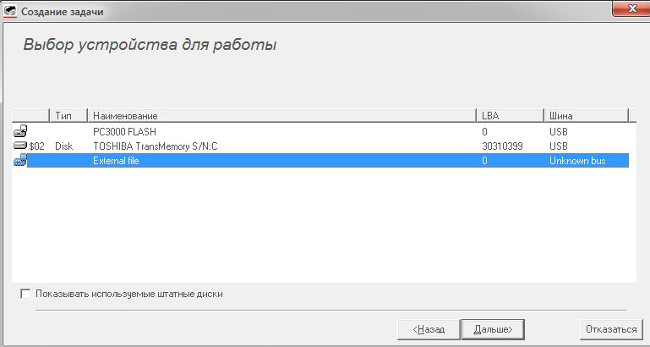 Создание задачи
Выбор устройства для работы
Тип Наименование LBA Шина
PC3000 FLASH 0 USB
$02 Disk TOSHIBA TransMemory S/N:C 30310399 USB
External file 0 Unknown bus
Показывать используемые штатные диски
<Назад Дальше> Отказаться